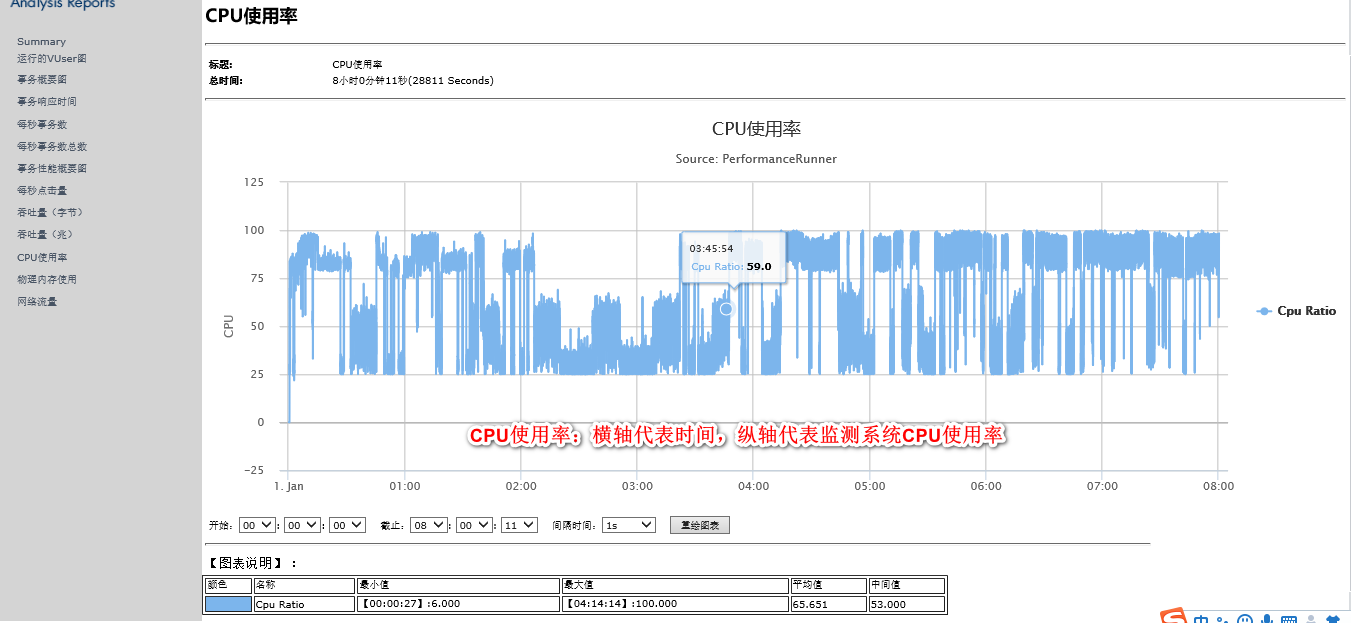 Analysis Reports
Summary
运行的VUser图
事务概要图
事务响应时间
每秒事务数
每秒事务数总数
事务性能概要图
每秒点击量
吞吐量（字节）
吞吐量（兆）
CPU使用率
物理内存使用
网络流量
CPU使用率
标题: CPU使用率
总时间: 8小时0分钟11秒(28811 Seconds)
CPU使用率
Source: PerformanceRunner
125
100
75
50
25
0
-25
CPU
03:45:54
Cpu Ratio: 59.0
Cpu Ratio
CPU使用率：横轴代表时间，纵轴代表监测系统CPU使用率
1. Jan 01:00 02:00 03:00 04:00 05:00 06:00 07:00 08:00
开始: 00 : 00 : 00 截止: 08 : 00 : 11 间隔时间: 1s 重绘图表
【图表说明】：
颜色 名称 最小值 最大值 平均值 中间值
Cpu Ratio 【00:00:27】:6.000 【04:14:14】:100.000 65.651 53.000
中